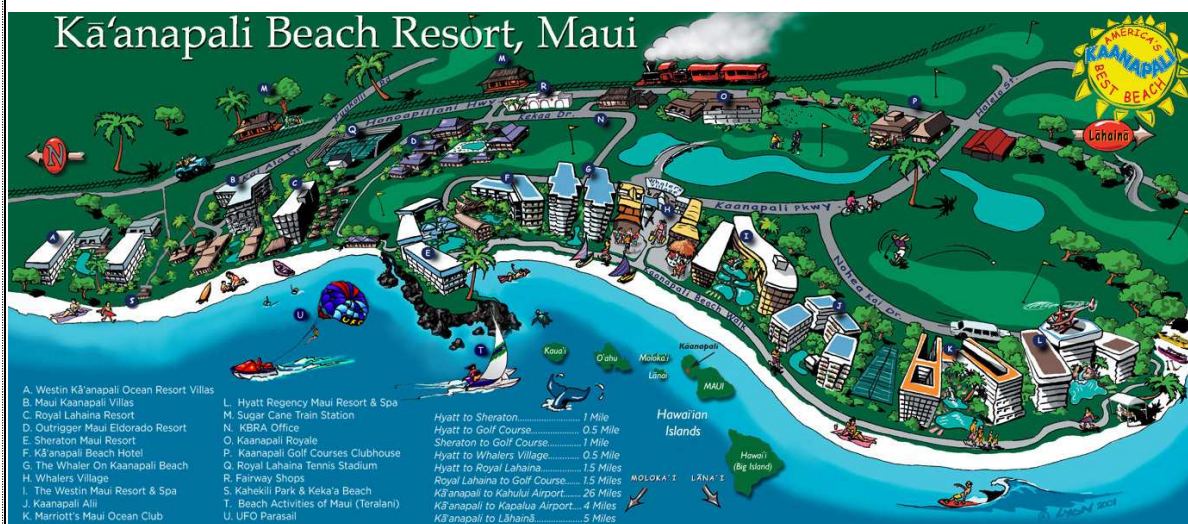 Kā'anapali Beach Resort, Maui
AMERICA'S
KAANAPALI
BEST BEACH
Lāhainā
N
M
M
R
O
P
Q
N
D
B
C
G
F
H
A
E
I
S
U
T
J
K
L
Puukolii Rd
Honoapiilani Hwy
Kekaa Dr.
Halelo St.
Kaanapali Pkwy
Nohea Kai Dr.
Kaanapali Beach Walk
UFO
Kaua'i
O'ahu
Moloka'i
Lānai
Kāanapali
MAUI
Hawai'ian
Islands
Hawai'i
(Big Island)
MOLOKA'I
LĀNA'I
A. Westin Kā'anapali Ocean Resort Villas
B. Maui Kaanapali Villas
C. Royal Lahaina Resort
D. Outrigger Maui Eldorado Resort
E. Sheraton Maui Resort
F. Kā'anapali Beach Hotel
G. The Whaler On Kaanapali Beach
H. Whalers Village
I. The Westin Maui Resort & Spa
J. Kaanapali Alii
K. Marriott's Maui Ocean Club
L. Hyatt Regency Maui Resort & Spa
M. Sugar Cane Train Station
N. KBRA Office
O. Kaanapali Royale
P. Kaanapali Golf Courses Clubhouse
Q. Royal Lahaina Tennis Stadium
R. Fairway Shops
S. Kahekili Park & Keka'a Beach
T. Beach Activities of Maui (Teralani)
U. UFO Parasail
Hyatt to Sheraton................ 1 Mile
Hyatt to Golf Course............ 0.5 Mile
Sheraton to Golf Course............1 Mile
Hyatt to Whalers Village....... 0.5 Mile
Hyatt to Royal Lahaina...........1.5 Miles
Royal Lahaina to Golf Course..... 1.5 Miles
Kā'anapali to Kahului Airport..... 26 Miles
Kā'anapali to Kapalua Airport.... 4 Miles
Kā'anapali to Lāhainā..................5 Miles